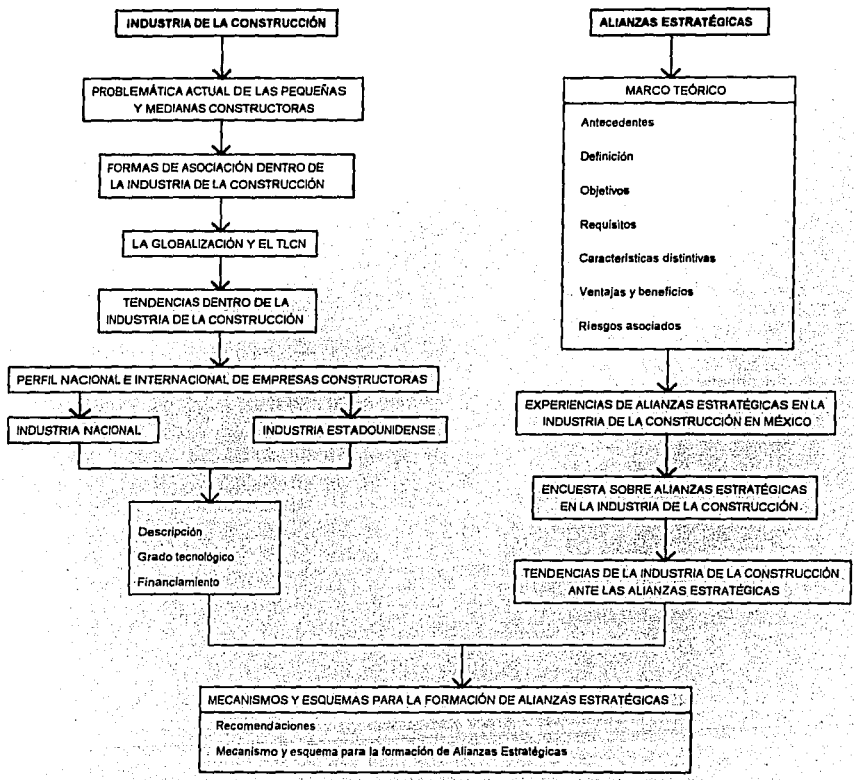 INDUSTRIA DE LA CONSTRUCCIÓN
PROBLEMÁTICA ACTUAL DE LAS PEQUEÑAS
Y MEDIANAS CONSTRUCTORAS
FORMAS DE ASOCIACIÓN DENTRO DE
LA INDUSTRIA DE LA CONSTRUCCIÓN
LA GLOBALIZACIÓN Y EL TLCN
TENDENCIAS DENTRO DE LA
INDUSTRIA DE LA CONSTRUCCIÓN
PERFIL NACIONAL E INTERNACIONAL DE EMPRESAS CONSTRUCTORAS
INDUSTRIA NACIONAL
INDUSTRIA ESTADOUNIDENSE
Descripción
Grado tecnológico
Financiamiento
ALIANZAS ESTRATÉGICAS
MARCO TEÓRICO
Antecedentes
Definición
Objetivos
Requisitos
Características distintivas
Ventajas y beneficios
Riesgos asociados
EXPERIENCIAS DE ALIANZAS ESTRATÉGICAS EN LA
INDUSTRIA DE LA CONSTRUCCIÓN EN MÉXICO
ENCUESTA SOBRE ALIANZAS ESTRATÉGICAS
EN LA INDUSTRIA DE LA CONSTRUCCIÓN.
TENDENCIAS DE LA INDUSTRIA DE LA CONSTRUCCIÓN
ANTE LAS ALIANZAS ESTRATÉGICAS
MECANISMOS Y ESQUEMAS PARA LA FORMACIÓN DE ALIANZAS ESTRATÉGICAS
Recomendaciones
Mecanismo y esquema para la formación de Alianzas Estratégicas